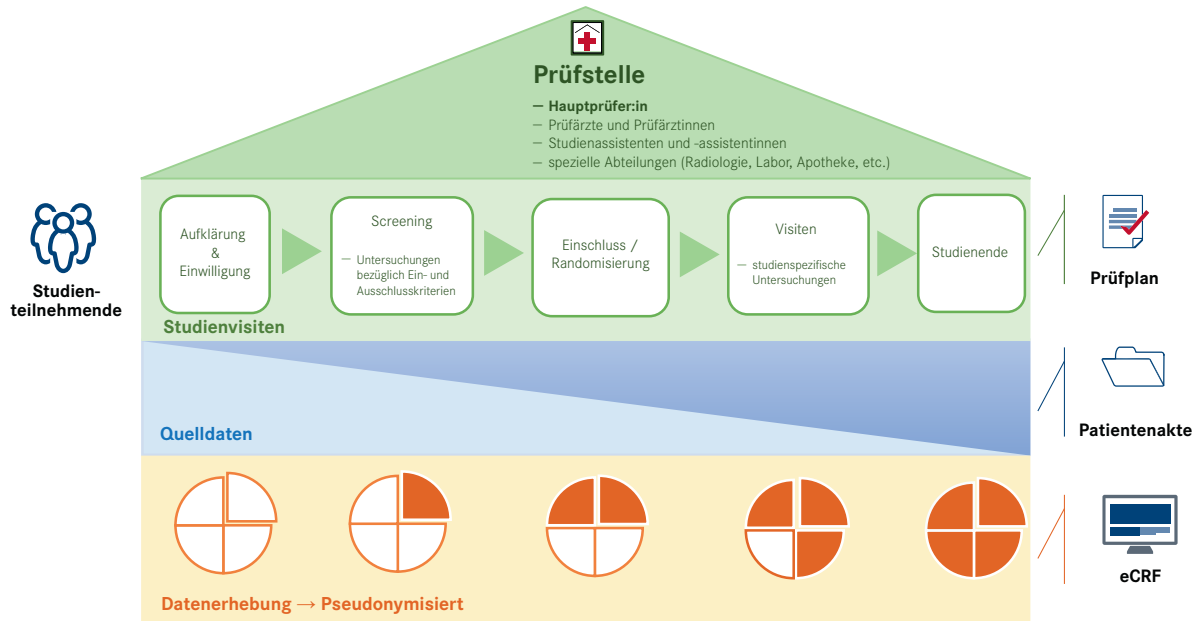 Prüfstelle
— Hauptprüfer:in
— Prüfärzte und Prüfärztinnen
— Studienassistenten und -assistentinnen
— spezielle Abteilungen (Radiologie, Labor, Apotheke, etc.)
Studien-
teilnehmende
Aufklärung
&
Einwilligung
Screening
— Untersuchungen
bezüglich Ein- und
Ausschlusskriterien
Einschluss /
Randomisierung
Visiten
— studienspezifische
Untersuchungen
Studienende
Studienvisiten
Prüfplan
Quelldaten
Patientenakte
Datenerhebung → Pseudonymisiert
eCRF